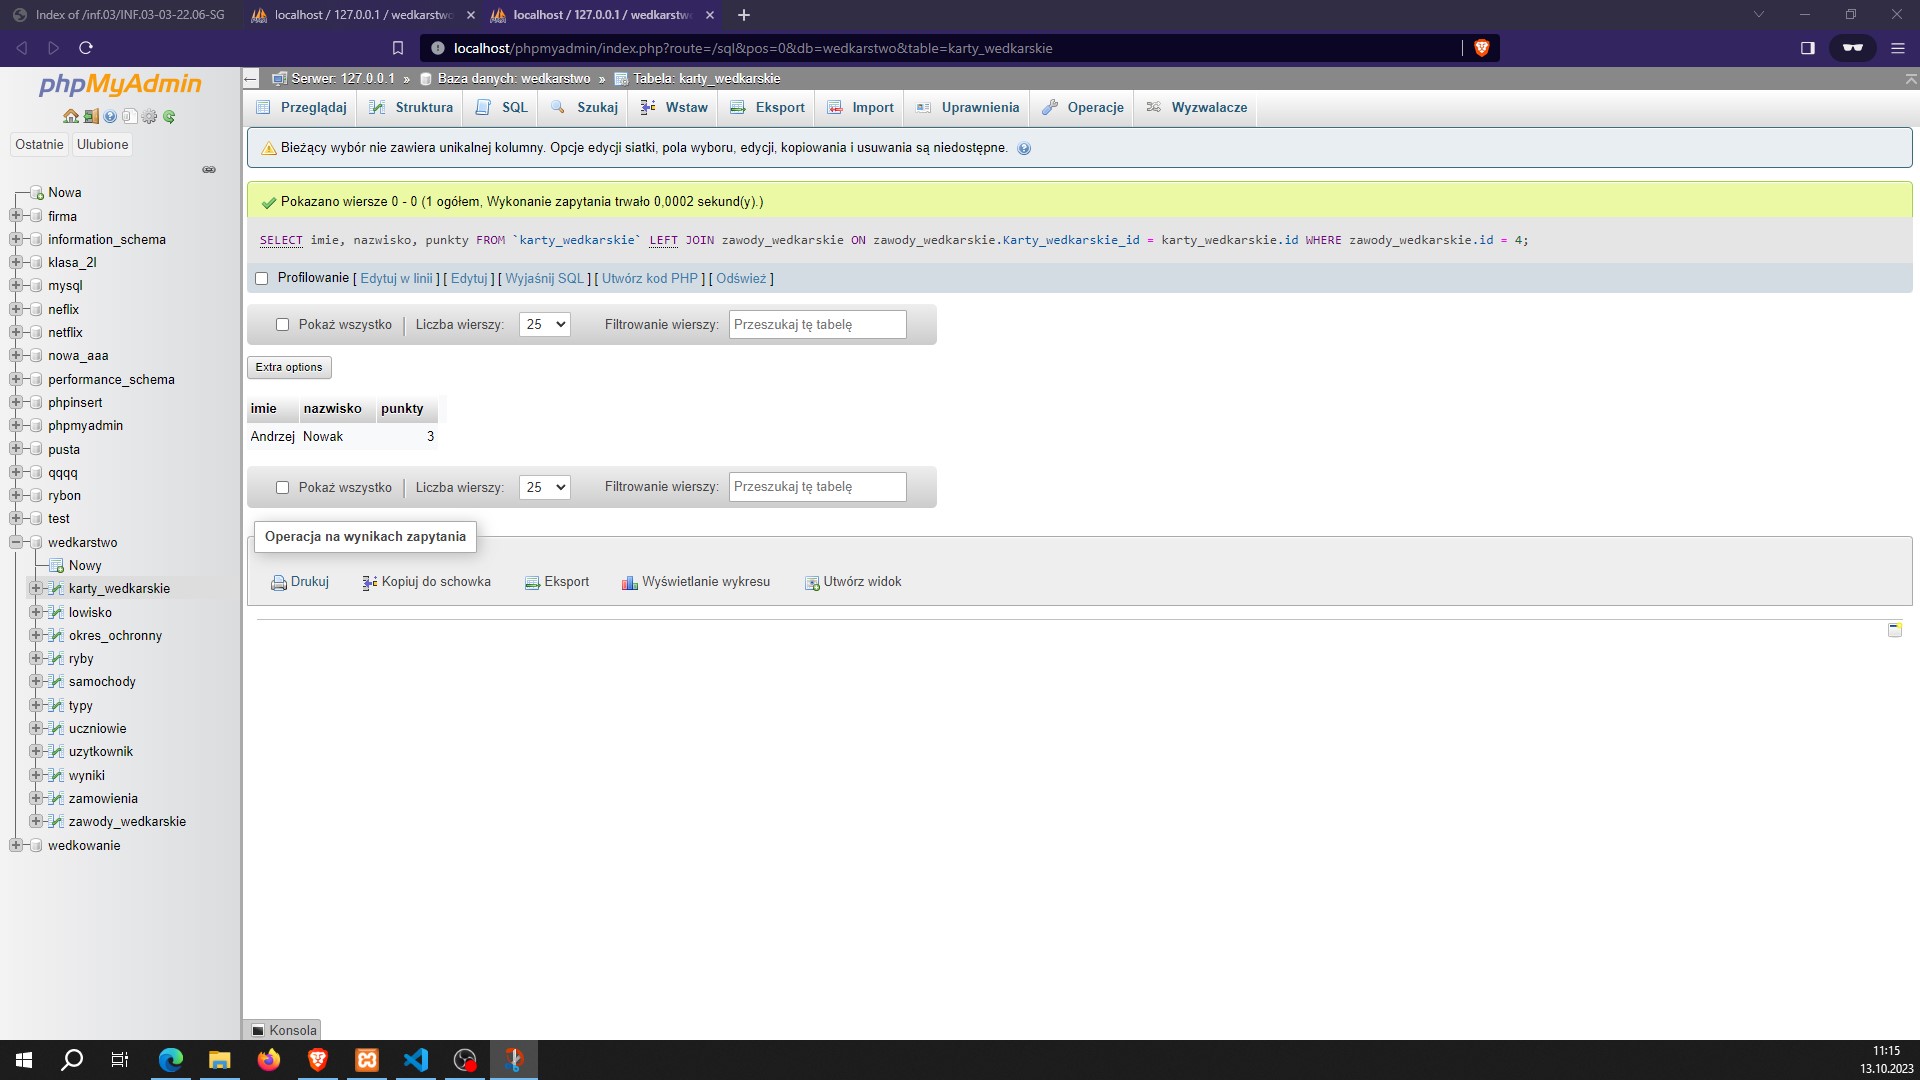 Index of /inf.03/INF.03-03-22.06-SG
localhost / 127.0.0.1 / wedkarstwo
localhost / 127.0.0.1 / wedkarstw
localhost/phpmyadmin/index.php?route=/sql&pos=0&db=wedkarstwo&table=karty_wedkarskie
phpMyAdmin
Ostatnie
Ulubione
Nowa
firma
information_schema
klasa_2l
mysql
neflix
netflix
nowa_aaa
performance_schema
phpinsert
phpmyadmin
pusta
qqqq
rybon
test
wedkarstwo
Nowy
karty_wedkarskie
lowisko
okres_ochronny
ryby
samochody
typy
uczniowie
uzytkownik
wyniki
zamowienia
zawody_wedkarskie
wedkowanie
Serwer: 127.0.0.1 » Baza danych: wedkarstwo » Tabela: karty_wedkarskie
Przeglądaj Struktura SQL Szukaj Wstaw Eksport Import Uprawnienia Operacje Wyzwalacze
Bieżący wybór nie zawiera unikalnej kolumny. Opcje edycji siatki, pola wyboru, edycji, kopiowania i usuwania są niedostępne.
Pokazano wiersze 0 - 0 (1 ogółem, Wykonanie zapytania trwało 0,0002 sekund(y).)
SELECT imie, nazwisko, punkty FROM `karty_wedkarskie` LEFT JOIN zawody_wedkarskie ON zawody_wedkarskie.Karty_wedkarskie_id = karty_wedkarskie.id WHERE zawody_wedkarskie.id = 4;
Profilowanie [ Edytuj w linii ] [ Edytuj ] [ Wyjaśnij SQL ] [ Utwórz kod PHP ] [ Odśwież ]
Pokaż wszystko | Liczba wierszy: 25 Filtrowanie wierszy: Przeszukaj tę tabelę
Extra options
imie nazwisko punkty
Andrzej Nowak 3
Pokaż wszystko | Liczba wierszy: 25 Filtrowanie wierszy: Przeszukaj tę tabelę
Operacja na wynikach zapytania
Drukuj Kopiuj do schowka Eksport Wyświetlanie wykresu Utwórz widok
Konsola
11:15
13.10.2023